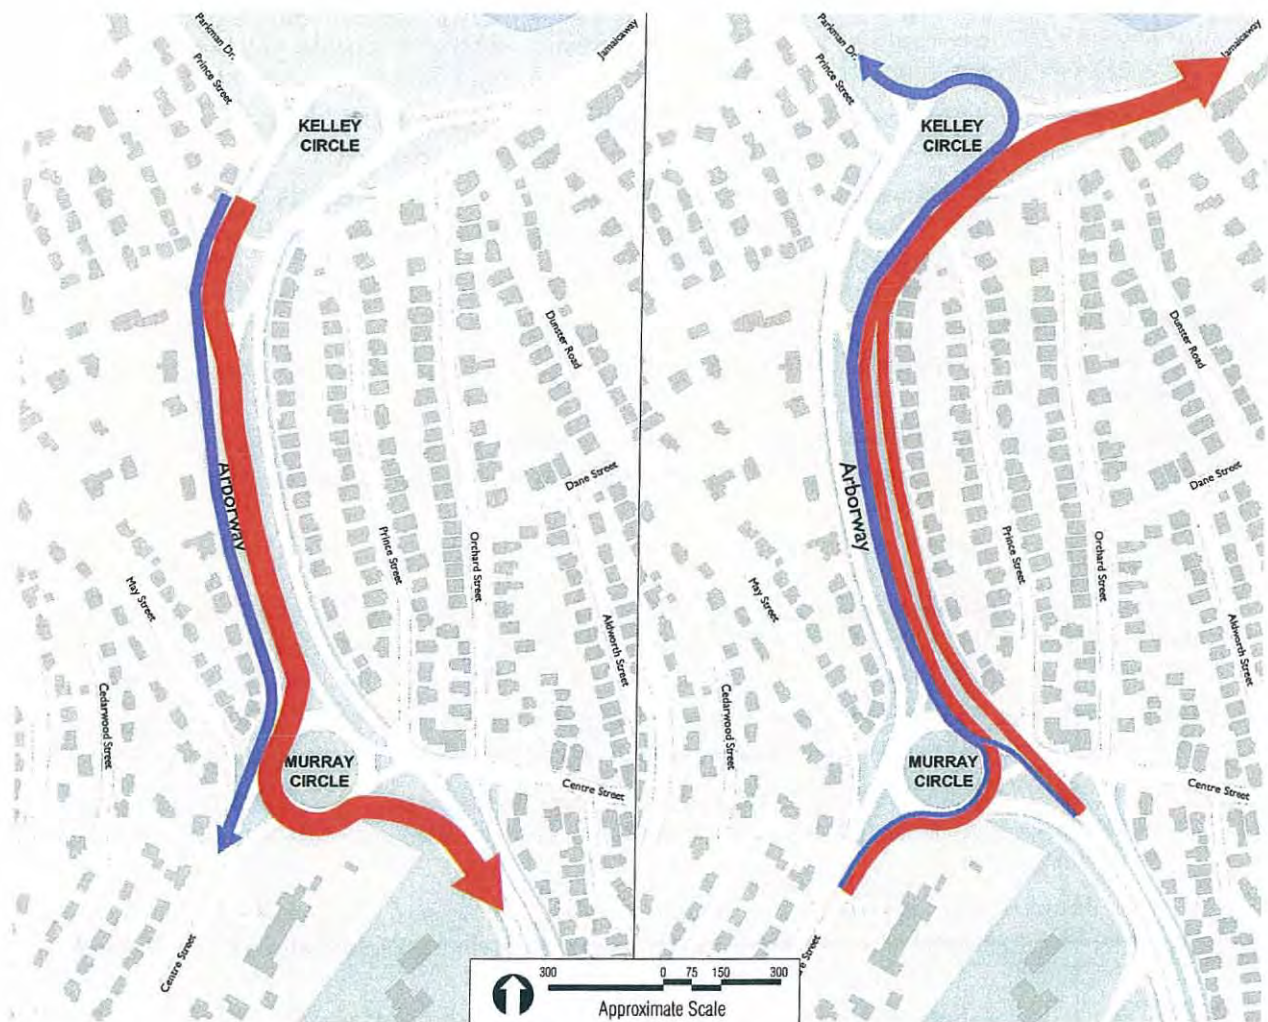 Parkman Dr.
Prince Street
Jamaicaway
KELLEY
CIRCLE
Dunster Road
Arborway
Dane Street
Prince Street
Orchard Street
May Street
Aldworth Street
Cedarwood Street
MURRAY
CIRCLE
Centre Street
Centre Street
Parkman Dr.
Prince Street
Jamaicaway
KELLEY
CIRCLE
Dunster Road
Arborway
Dane Street
Prince Street
Orchard Street
May Street
Aldworth Street
Cedarwood Street
MURRAY
CIRCLE
Centre Street
re Street
300 0 75 150 300
Approximate Scale